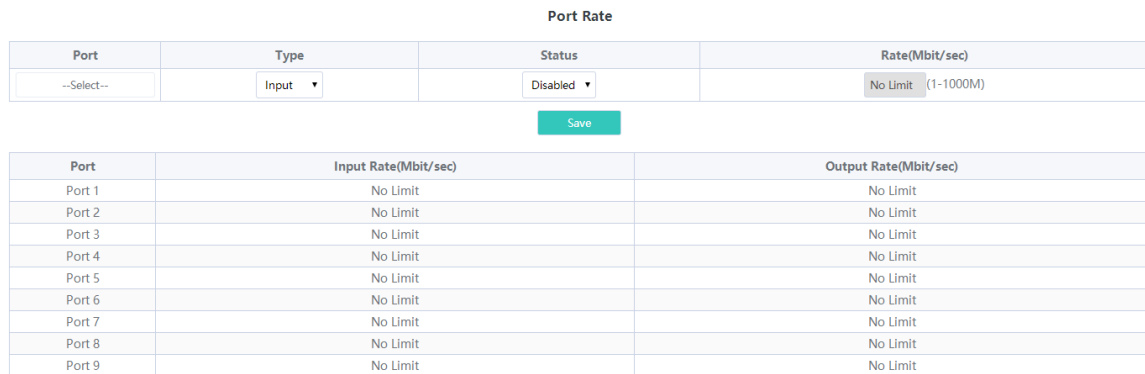 Port Rate
Port Type Status Rate(Mbit/sec)
--Select-- Input Disabled No Limit (1-1000M)
Save
Port Input Rate(Mbit/sec) Output Rate(Mbit/sec)
Port 1 No Limit No Limit
Port 2 No Limit No Limit
Port 3 No Limit No Limit
Port 4 No Limit No Limit
Port 5 No Limit No Limit
Port 6 No Limit No Limit
Port 7 No Limit No Limit
Port 8 No Limit No Limit
Port 9 No Limit No Limit